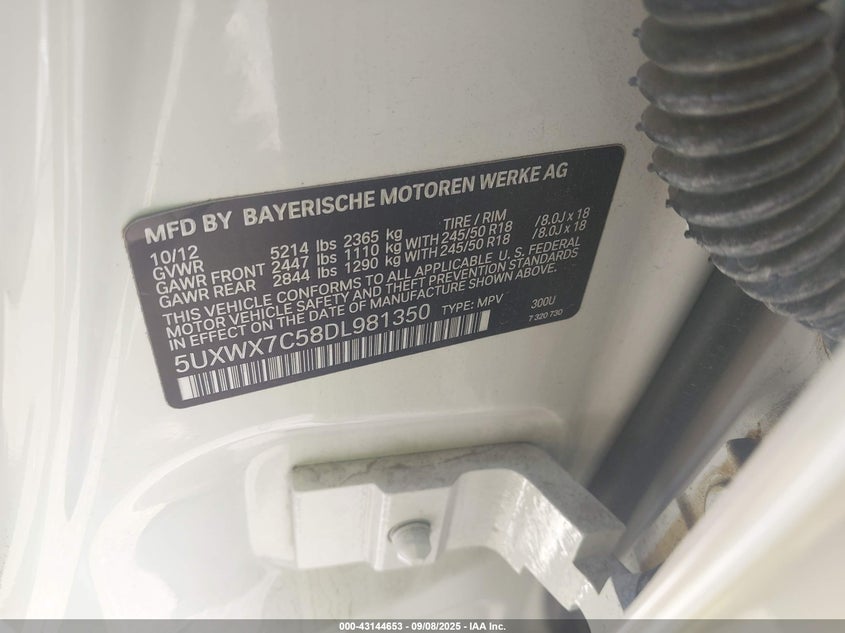 MFD BY BAYERISCHE MOTOREN WERKE AG
10/12 TIRE / RIM
GVWR 5214 lbs 2365 kg
GAWR FRONT 2447 lbs 1110 kg WITH 245/50 R18 /8.0J x 18
GAWR REAR 2844 lbs 1290 kg WITH 245/50 R18 /8.0J x 18
THIS VEHICLE CONFORMS TO ALL APPLICABLE U. S. FEDERAL
MOTOR VEHICLE SAFETY AND THEFT PREVENTION STANDARDS
IN EFFECT ON THE DATE OF MANUFACTURE SHOWN ABOVE.
5UXWX7C58DL981350 TYPE: MPV 300U
7 320 730
000-43144653 - 09/08/2025 - IAA Inc.